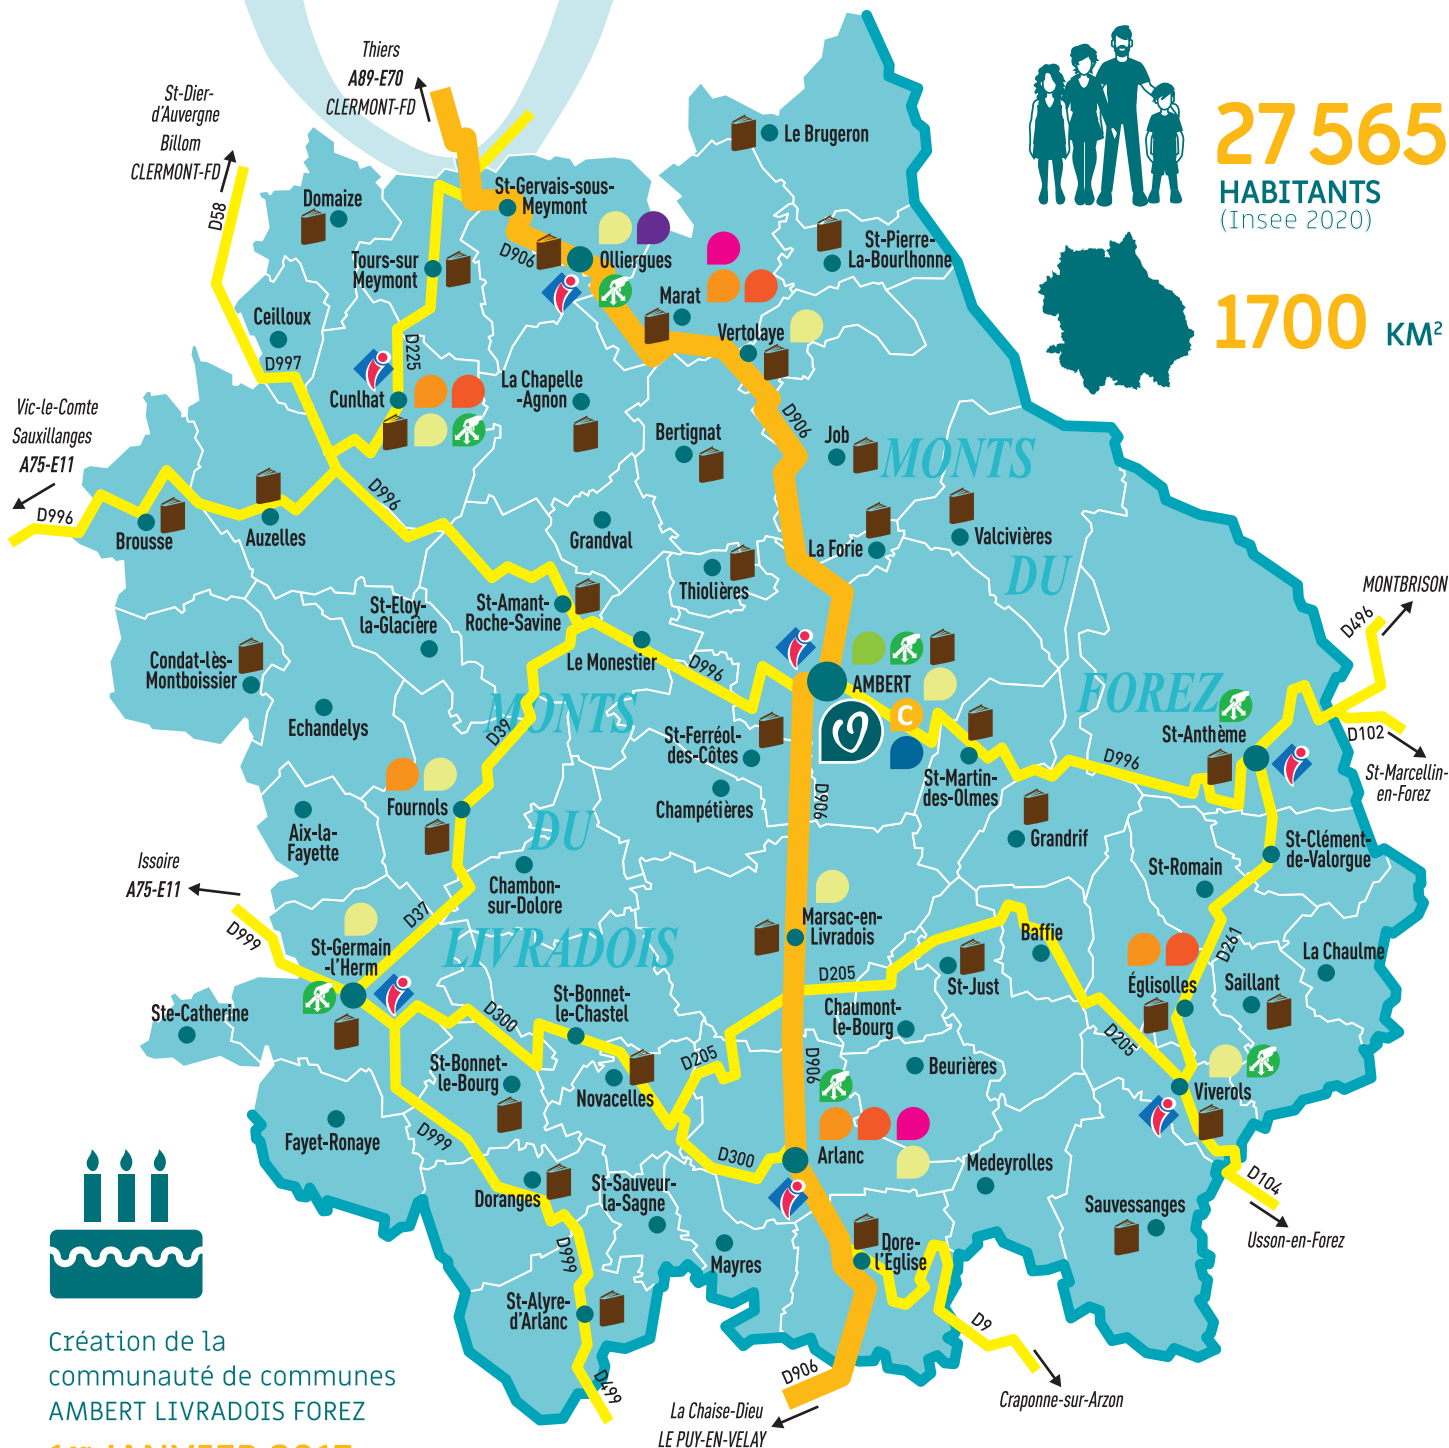 Thiers
A89-E70
CLERMONT-FD
St-Dier-
d'Auvergne
Billom
CLERMONT-FD
D58
27 565
HABITANTS
(Insee 2020)
1700 KM²
Le Brugeron
Domaize
St-Gervais-sous-
Meymont
D906
Olliergues
St-Pierre-
La-Bourlhonne
Tours-sur
Meymont
Marat
Vertolaye
Ceilloux
D997
D225
Cunlhat
La Chapelle
-Agnon
D906
Vic-le-Comte
Sauxillanges
A75-E11
D996
Bertignat
Job
MONTS
DU
FOREZ
Brousse
Auzelles
D996
Grandval
La Forie
Valcivières
Thiolières
MONTBRISON
D496
St-Eloy-
la-Glacière
St-Amant-
Roche-Savine
Le Monestier
D996
Condat-lès-
Montboissier
AMBERT
C
Echandelys
MONTS
DU
LIVRADOIS
D39
St-Ferréol-
des-Côtes
St-Martin-
des-Olmes
D996
St-Anthème
D102
St-Marcellin-
en-Forez
Fournols
Champétières
D906
Grandrif
Aix-la-
Fayette
St-Clément-
de-Valorgue
St-Romain
Issoire
A75-E11
D999
Chambon-
sur-Dolore
D37
St-Germain
-l'Herm
Marsac-en-
Livradois
Baffie
D261
La Chaulme
D205
St-Just
Églisolles
Saillant
Ste-Catherine
D300
St-Bonnet-
le-Chastel
Chaumont-
le-Bourg
D205
D205
D906
St-Bonnet-
le-Bourg
Novacelles
Beurières
Viverols
Fayet-Ronaye
D999
D300
Arlanc
Medeyrolles
Doranges
St-Sauveur-
la-Sagne
D104
Usson-en-Forez
Sauvessanges
D999
Mayres
Dore-
l'Église
St-Alyre-
d'Arlanc
D9
D499
D906
Craponne-sur-Arzon
La Chaise-Dieu
LE PUY-EN-VELAY
Création de la
communauté de communes
AMBERT LIVRADOIS FOREZ
1er JANVIER 2017